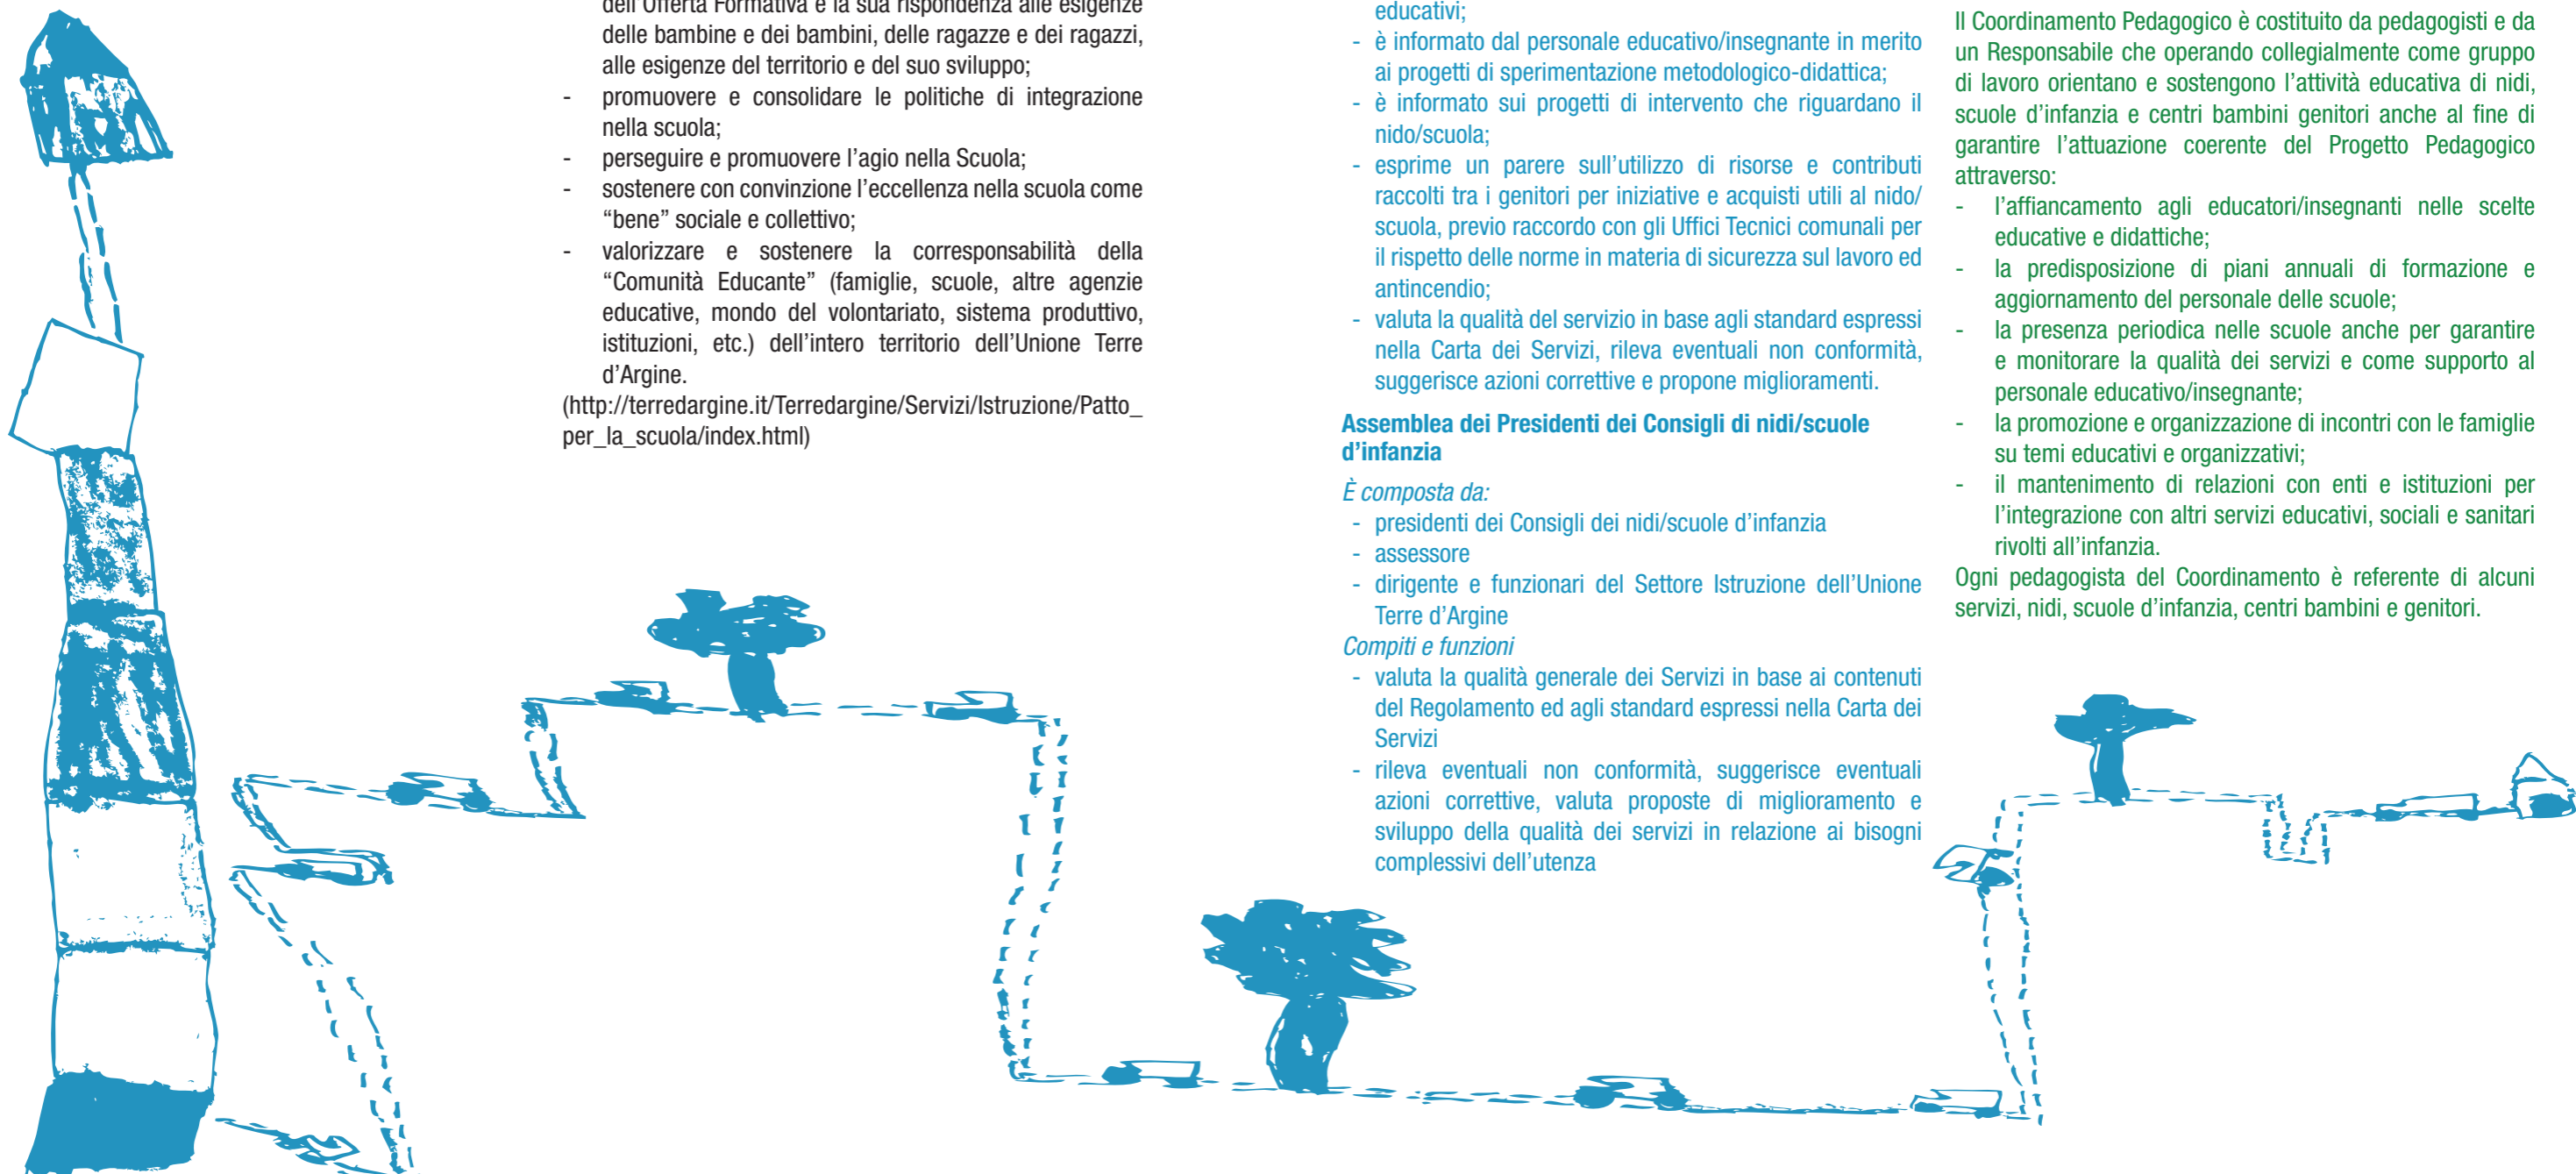 dell'Offerta Formativa e la sua rispondenza alle esigenze
delle bambine e dei bambini, delle ragazze e dei ragazzi,
alle esigenze del territorio e del suo sviluppo;
- promuovere e consolidare le politiche di integrazione
nella scuola;
- perseguire e promuovere l'agio nella Scuola;
- sostenere con convinzione l'eccellenza nella scuola come
“bene” sociale e collettivo;
- valorizzare e sostenere la corresponsabilità della
“Comunità Educante” (famiglie, scuole, altre agenzie
educative, mondo del volontariato, sistema produttivo,
istituzioni, etc.) dell'intero territorio dell'Unione Terre
d'Argine.
(http://terredargine.it/Terredargine/Servizi/Istruzione/Patto_
per_la_scuola/index.html)
educativi;
- è informato dal personale educativo/insegnante in merito
ai progetti di sperimentazione metodologico-didattica;
- è informato sui progetti di intervento che riguardano il
nido/scuola;
- esprime un parere sull'utilizzo di risorse e contributi
raccolti tra i genitori per iniziative e acquisti utili al nido/
scuola, previo raccordo con gli Uffici Tecnici comunali per
il rispetto delle norme in materia di sicurezza sul lavoro ed
antincendio;
- valuta la qualità del servizio in base agli standard espressi
nella Carta dei Servizi, rileva eventuali non conformità,
suggerisce azioni correttive e propone miglioramenti.
Assemblea dei Presidenti dei Consigli di nidi/scuole
d'infanzia
È composta da:
- presidenti dei Consigli dei nidi/scuole d'infanzia
- assessore
- dirigente e funzionari del Settore Istruzione dell'Unione
Terre d'Argine
Compiti e funzioni
- valuta la qualità generale dei Servizi in base ai contenuti
del Regolamento ed agli standard espressi nella Carta dei
Servizi
- rileva eventuali non conformità, suggerisce eventuali
azioni correttive, valuta proposte di miglioramento e
sviluppo della qualità dei servizi in relazione ai bisogni
complessivi dell'utenza
Il Coordinamento Pedagogico è costituito da pedagogisti e da
un Responsabile che operando collegialmente come gruppo
di lavoro orientano e sostengono l'attività educativa di nidi,
scuole d'infanzia e centri bambini genitori anche al fine di
garantire l'attuazione coerente del Progetto Pedagogico
attraverso:
- l'affiancamento agli educatori/insegnanti nelle scelte
educative e didattiche;
- la predisposizione di piani annuali di formazione e
aggiornamento del personale delle scuole;
- la presenza periodica nelle scuole anche per garantire
e monitorare la qualità dei servizi e come supporto al
personale educativo/insegnante;
- la promozione e organizzazione di incontri con le famiglie
su temi educativi e organizzativi;
- il mantenimento di relazioni con enti e istituzioni per
l'integrazione con altri servizi educativi, sociali e sanitari
rivolti all'infanzia.
Ogni pedagogista del Coordinamento è referente di alcuni
servizi, nidi, scuole d'infanzia, centri bambini e genitori.